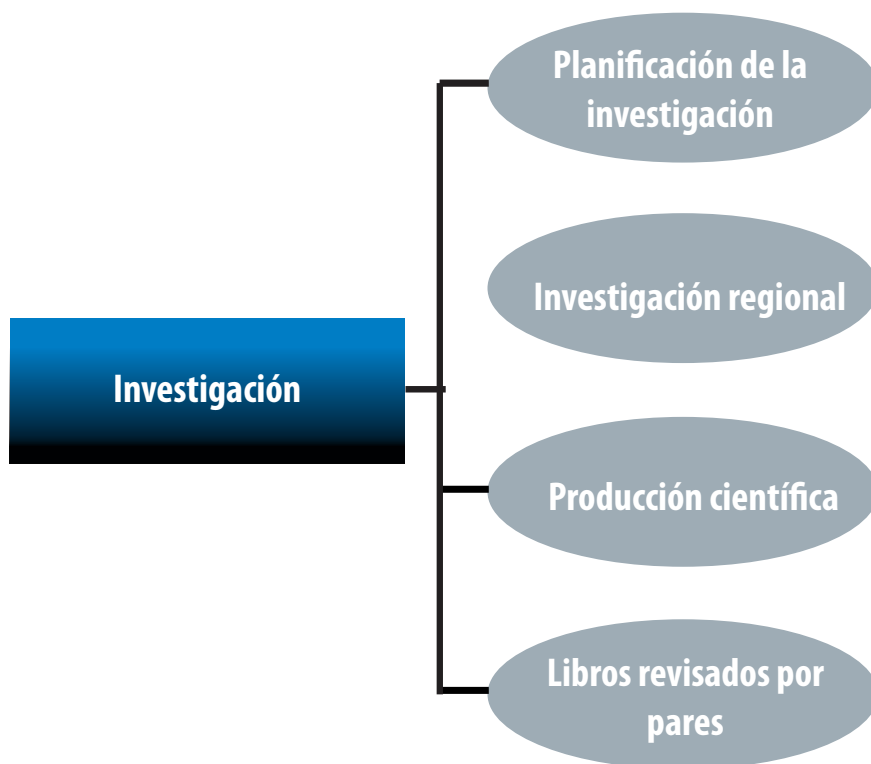 Planificación de la
investigación
Investigación regional
Investigación
Producción científica
Libros revisados por
pares